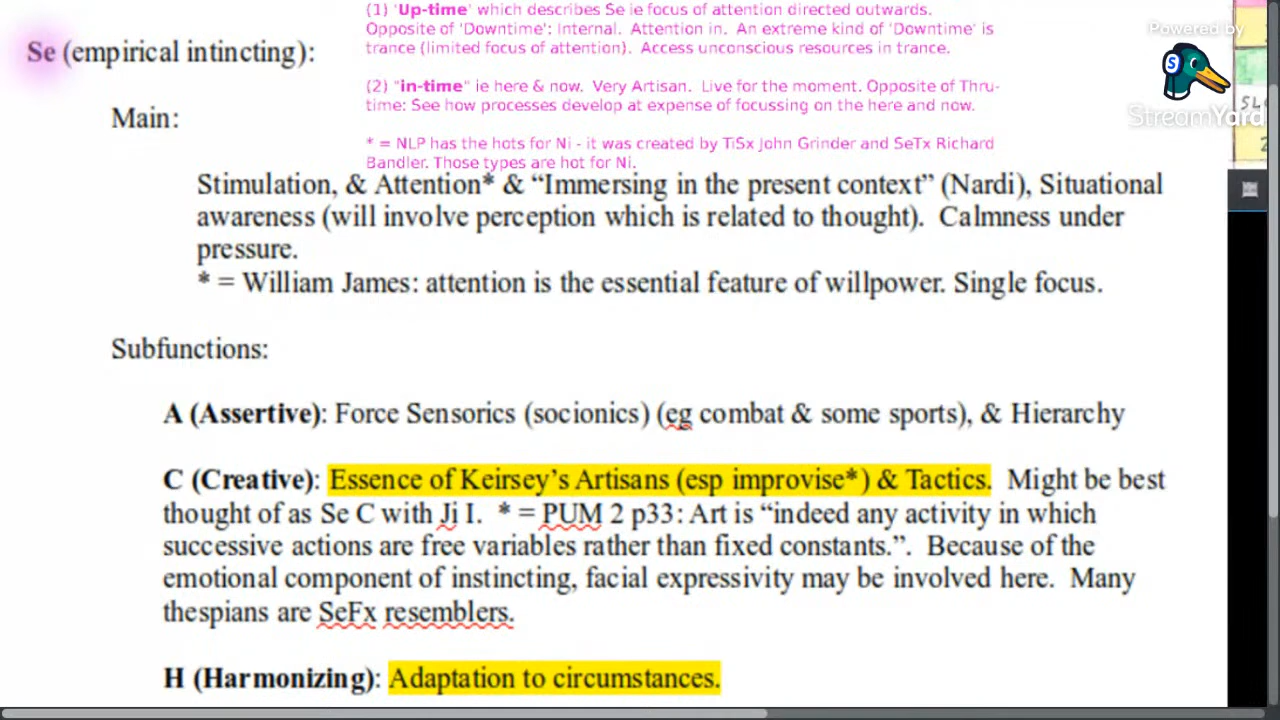 (1) 'Up-time' which describes Se ie focus of attention directed outwards.
Opposite of 'Downtime': Internal. Attention in. An extreme kind of 'Downtime' is
trance (limited focus of attention). Access unconscious resources in trance.
Powered by
StreamYard
Se (empirical intincting):
(2) "in-time" ie here & now. Very Artisan. Live for the moment. Opposite of Thru-
time: See how processes develop at expense of focussing on the here and now.
Main:
* = NLP has the hots for Ni - it was created by TiSx John Grinder and SeTx Richard
Bandler. Those types are hot for Ni.
Stimulation, & Attention* & “Immersing in the present context” (Nardi), Situational
awareness (will involve perception which is related to thought). Calmness under
pressure.
* = William James: attention is the essential feature of willpower. Single focus.
Subfunctions:
A (Assertive): Force Sensorics (socionics) (eg combat & some sports), & Hierarchy
C (Creative): Essence of Keirsey’s Artisans (esp improvise*) & Tactics. Might be best
thought of as Se C with Ji I. * = PUM 2 p33: Art is “indeed any activity in which
successive actions are free variables rather than fixed constants.”. Because of the
emotional component of instincting, facial expressivity may be involved here. Many
thespians are SeFx resemblers.
H (Harmonizing): Adaptation to circumstances.